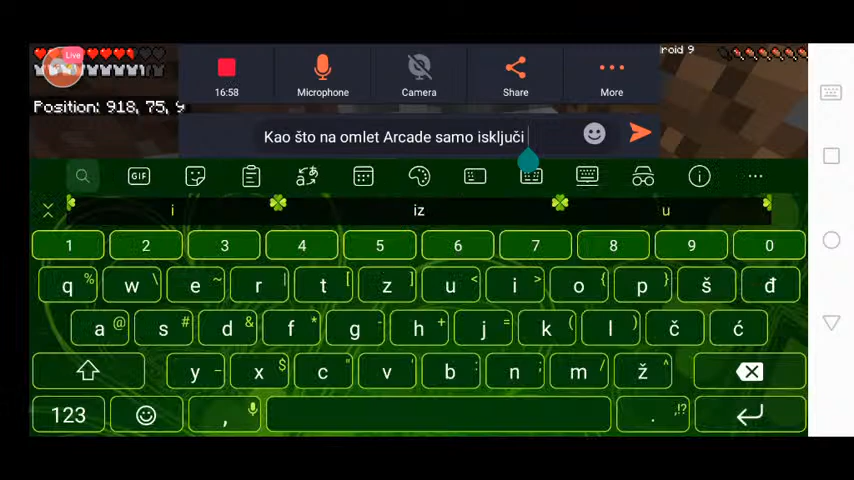 Live
roid 9
Position: 918, 75, 9
16:58
Microphone
Camera
Share
More
Kao što na omlet Arcade samo isključi
GIF
i iz u
1 2 3 4 5 6 7 8 9 0
q % w \ e ~ r | t [ z ] u < i > o { p } š đ
a @ s # d & f * g - h + j = k ( l ) č ć
y _ x $ c " v ' b : n ; m / ž ^
123 , . ,!?